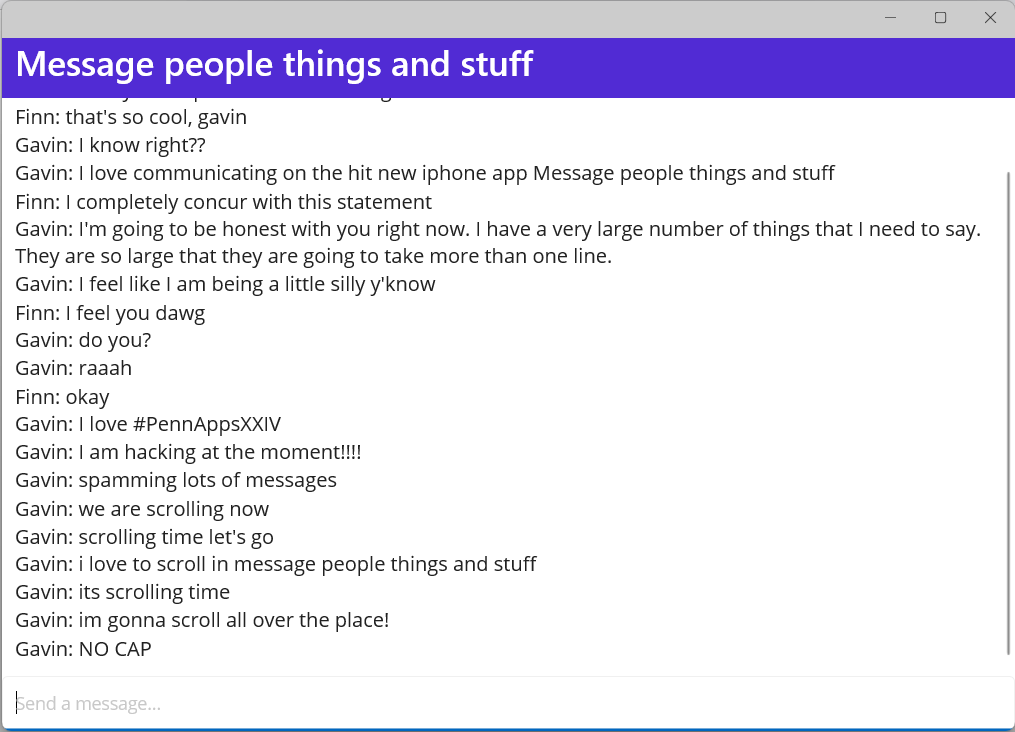 Message people things and stuff
Finn: that's so cool, gavin
Gavin: I know right??
Gavin: I love communicating on the hit new iphone app Message people things and stuff
Finn: I completely concur with this statement
Gavin: I'm going to be honest with you right now. I have a very large number of things that I need to say.
They are so large that they are going to take more than one line.
Gavin: I feel like I am being a little silly y'know
Finn: I feel you dawg
Gavin: do you?
Gavin: raaah
Finn: okay
Gavin: I love #PennAppsXXIV
Gavin: I am hacking at the moment!!!!
Gavin: spamming lots of messages
Gavin: we are scrolling now
Gavin: scrolling time let's go
Gavin: i love to scroll in message people things and stuff
Gavin: its scrolling time
Gavin: im gonna scroll all over the place!
Gavin: NO CAP
Send a message...